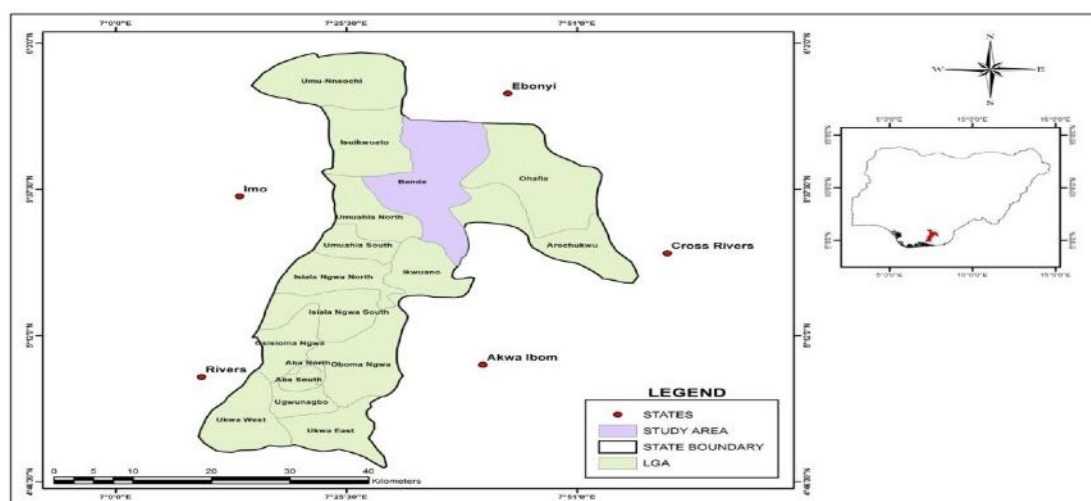 7°0'0"E 7°25'30"E 7°51'0"E
Umu-Nneochi
Ebonyi
Isuikwuato
Bende
Ohafia
Imo
Umuahia North
Arochukwu
Umuahia South
Cross Rivers
Ikwuano
Isiala Ngwa North
Isiala Ngwa South
Osisioma Ngwa
Aba North
Oboma Ngwa
Akwa Ibom
Rivers
Aba South
Ugwunagbo
Ukwa West
Ukwa East
0 5 10 20 30 40
Kilometers
7°0'0"E 7°25'30"E 7°51'0"E
N
W E
S
5°0'0"E 10°0'0"E 15°0'0"E
5°0'0"E 10°0'0"E 15°0'0"E
LEGEND
STATES
STUDY AREA
STATE BOUNDARY
LGA